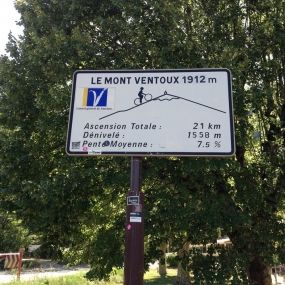 LE MONT VENTOUX 1912 m
Ascension Totale : 21 km
Dénivelé : 1558 m
Pente Moyenne : 7.5 %